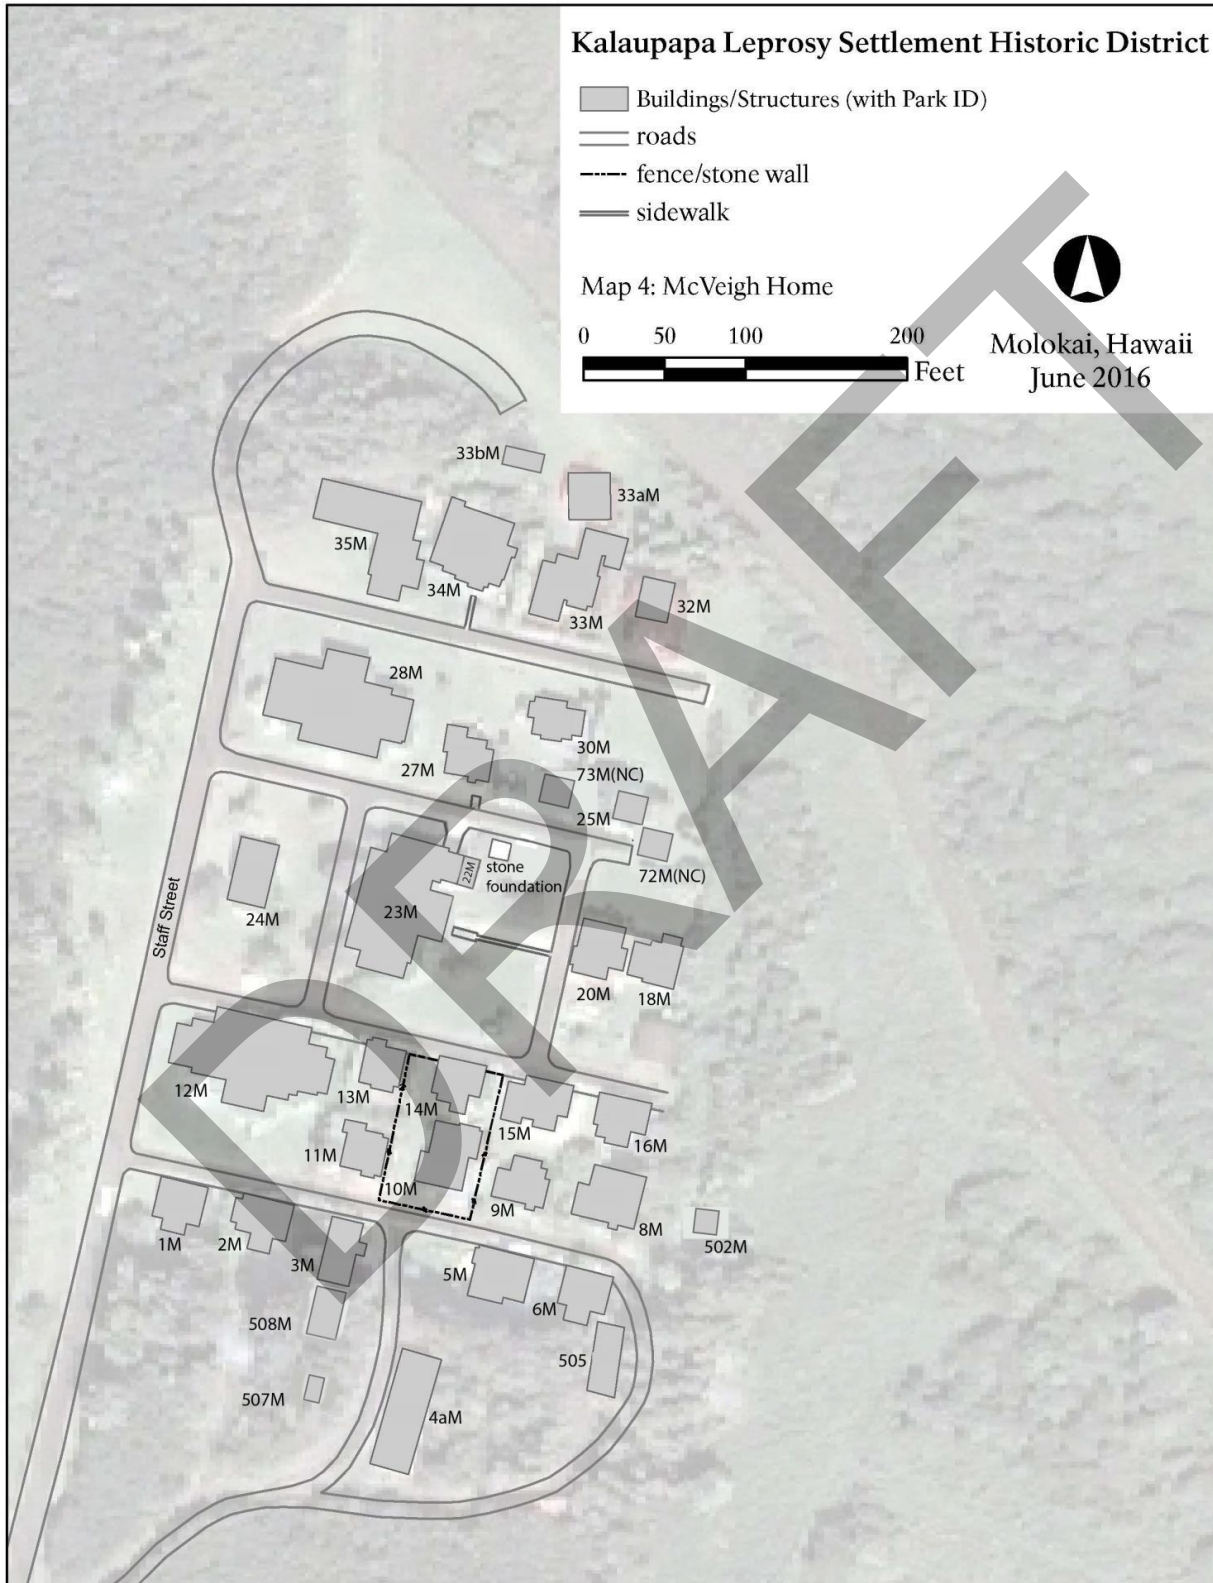 Kalaupapa Leprosy Settlement Historic District
Buildings/Structures (with Park ID)
roads
fence/stone wall
sidewalk
Map 4: McVeigh Home
0 50 100 200
Feet
Molokai, Hawaii
June 2016
DRAFT
33bM
33aM
35M
34M
33M
32M
28M
30M
27M
73M(NC)
25M
72M(NC)
22M
stone
foundation
24M
23M
Staff Street
20M
18M
12M
13M
14M
15M
16M
11M
10M
9M
8M
502M
1M
2M
3M
5M
6M
508M
505
507M
4aM